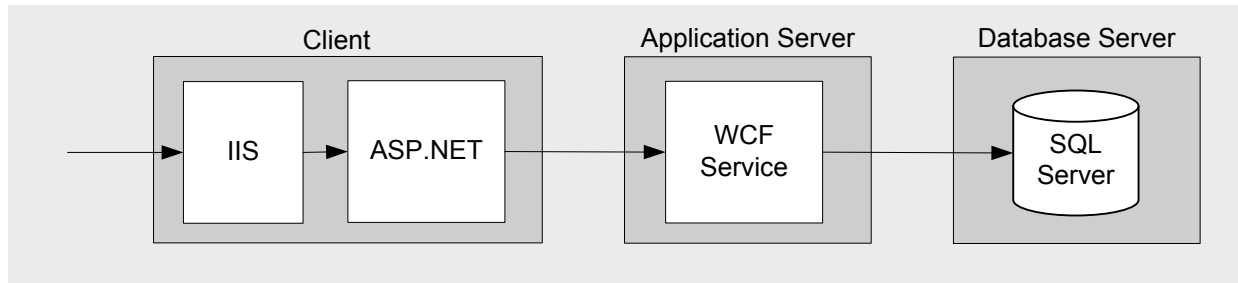 Client
Application Server
Database Server
IIS
ASP.NET
WCF
Service
SQL
Server